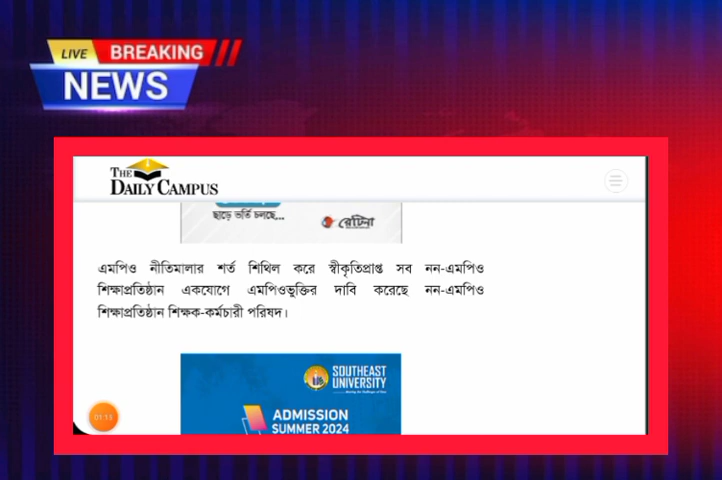 LIVE BREAKING
NEWS
THE
DAILY CAMPUS
ছাড়ে ভর্তি চলছে...
রেটিনা
এমপিও নীতিমালার শর্ত শিথিল করে স্বীকৃতিপ্রাপ্ত সব নন-এমপিও
শিক্ষাপ্রতিষ্ঠান একযোগে এমপিওভুক্তির দাবি করেছে নন-এমপিও
শিক্ষাপ্রতিষ্ঠান শিক্ষক-কর্মচারী পরিষদ।
SOUTHEAST
UNIVERSITY
ADMISSION
SUMMER 2024
01:13